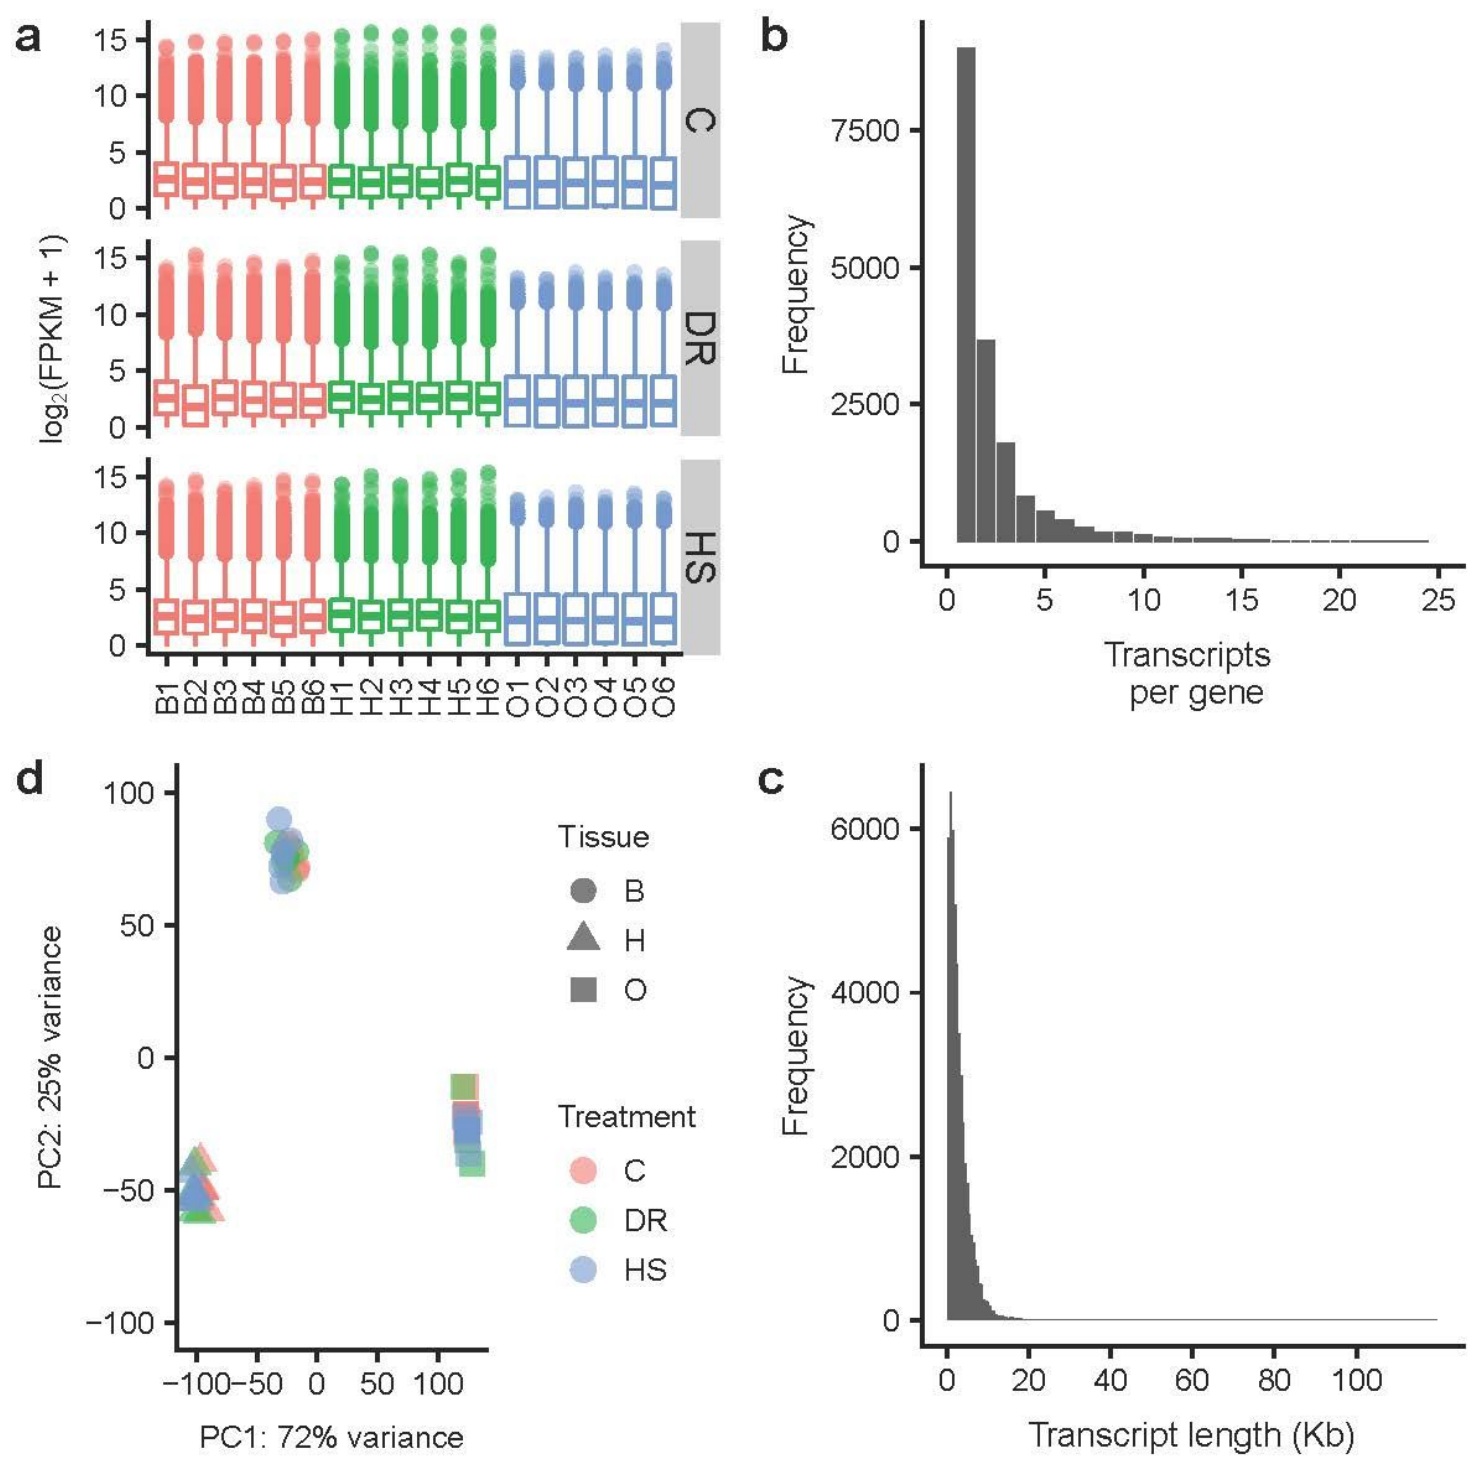 a
log₂(FPKM + 1)
15
10
5
0
C
15
10
5
0
DR
15
10
5
0
HS
B1 B2 B3 B4 B5 B6 H1 H2 H3 H4 H5 H6 O1 O2 O3 O4 O5 O6
b
Frequency
7500
5000
2500
0
0 5 10 15 20 25
Transcripts
per gene
d
PC2: 25% variance
100
50
0
−50
−100
−100 −50 0 50 100
PC1: 72% variance
Tissue
B
H
O
Treatment
C
DR
HS
c
Frequency
6000
4000
2000
0
0 20 40 60 80 100
Transcript length (Kb)